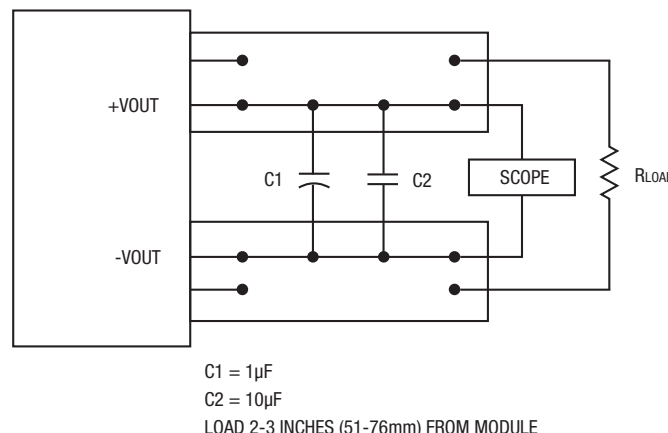 +VOUT
C1
C2
SCOPE
RLOAD
-VOUT
C1 = 1µF
C2 = 10µF
LOAD 2-3 INCHES (51-76mm) FROM MODULE